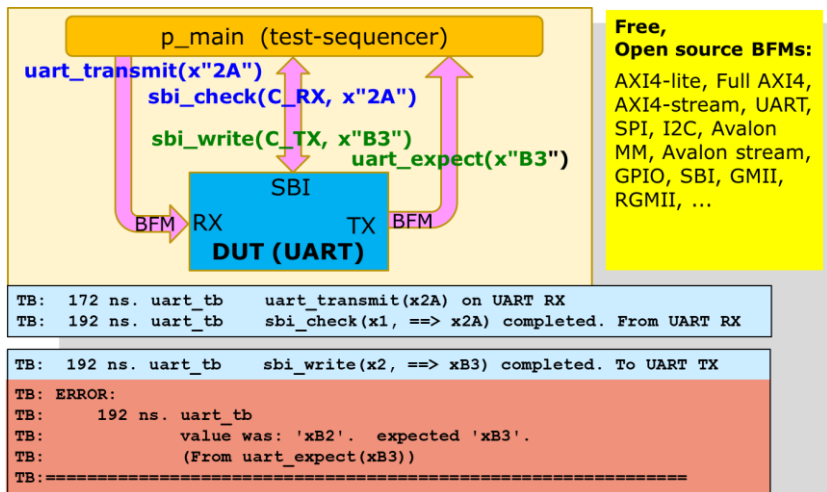 p_main (test-sequencer)
uart_transmit(x"2A")
sbi_check(C_RX, x"2A")
sbi_write(C_TX, x"B3")
uart_expect(x"B3")
SBI
BFM RX TX BFM
DUT (UART)
Free,
Open source BFMs:
AXI4-lite, Full AXI4,
AXI4-stream, UART,
SPI, I2C, Avalon
MM, Avalon stream,
GPIO, SBI, GMII,
RGMII, ...
TB: 172 ns. uart_tb uart_transmit(x2A) on UART RX
TB: 192 ns. uart_tb sbi_check(x1, ==> x2A) completed. From UART RX
TB: 192 ns. uart_tb sbi_write(x2, ==> xB3) completed. To UART TX
TB: ERROR:
TB: 192 ns. uart_tb
TB: value was: 'xB2'. expected 'xB3'.
TB: (From uart_expect(xB3))
TB:==============================================================